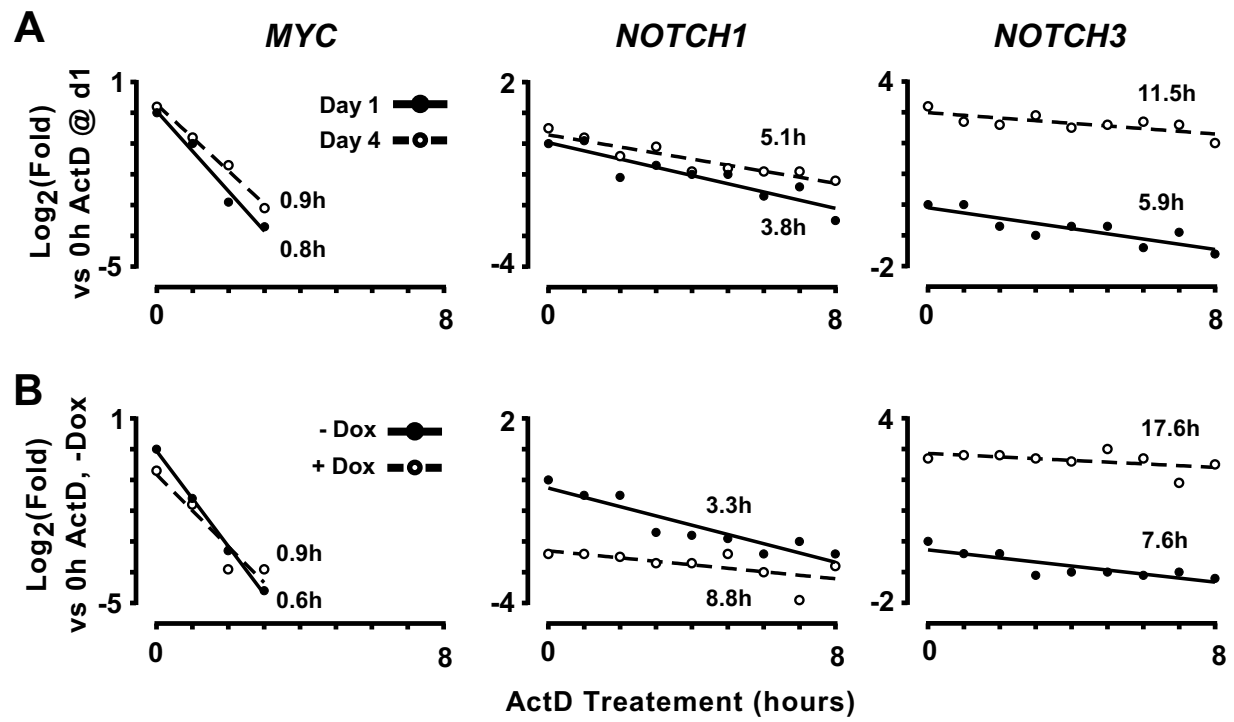 A
MYC
NOTCH1
NOTCH3
Log2(Fold)
vs 0h ActD @ d1
1
-5
Day 1
Day 4
0.9h
0.8h
0
8
2
-4
5.1h
3.8h
0
8
4
-2
11.5h
5.9h
0
8
B
Log2(Fold)
vs 0h ActD, -Dox
1
-5
- Dox
+ Dox
0.9h
0.6h
0
8
2
-4
3.3h
8.8h
0
8
4
-2
17.6h
7.6h
0
8
ActD Treatement (hours)